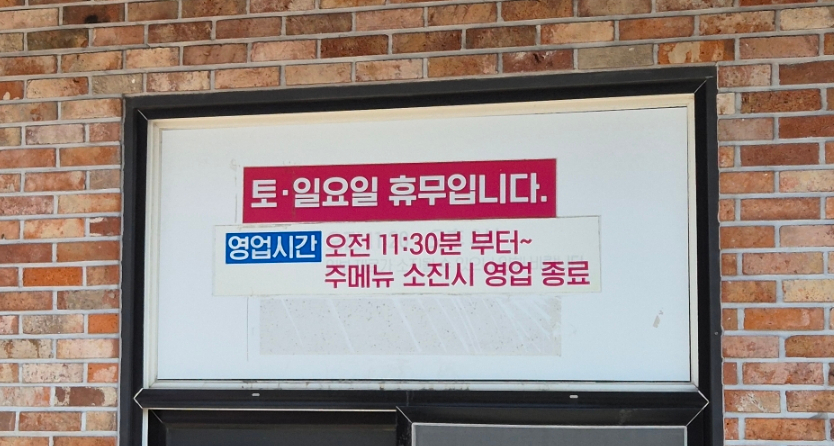 토·일요일 휴무입니다.
영업시간 오전 11:30분 부터~
주메뉴 소진시 영업 종료